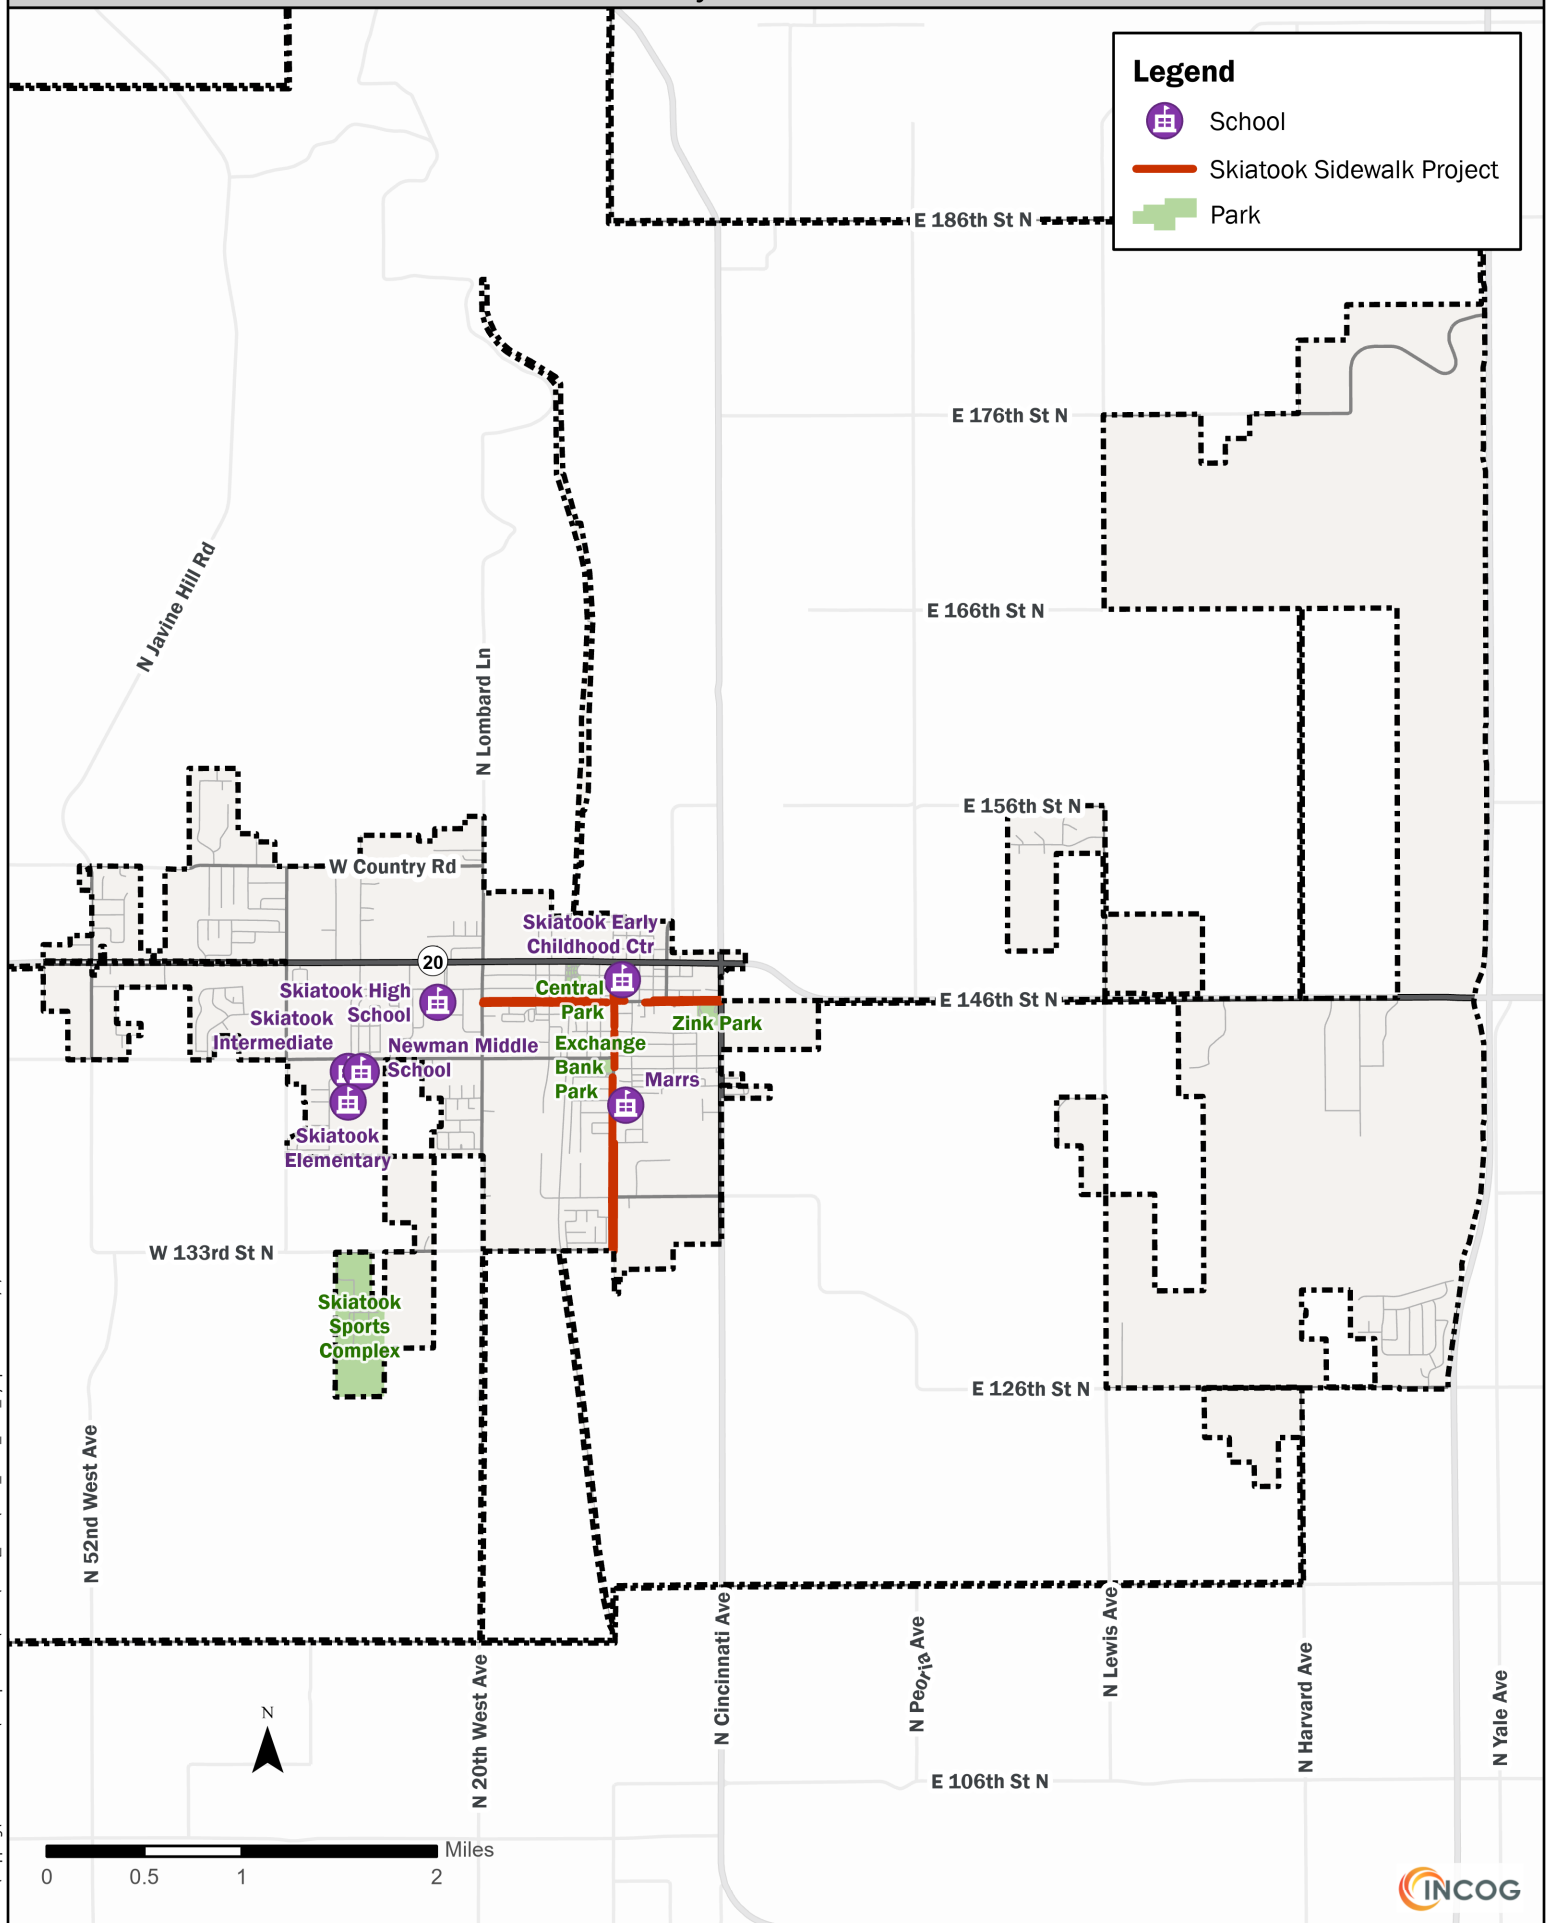 Legend
School
Skiatook Sidewalk Project
Park
E 186th St N
E 176th St N
E 166th St N
N Javine Hill Rd
N Lombard Ln
E 156th St N
W Country Rd
Skiatook Early
Childhood Ctr
20
Skiatook High
School
Central
Park
E 146th St N
Skiatook
Intermediate
Zink Park
Newman Middle
School
Exchange
Bank
Park
Marrs
Skiatook
Elementary
W 133rd St N
Skiatook
Sports
Complex
E 126th St N
N 52nd West Ave
N 20th West Ave
N Cincinnati Ave
N Peoria Ave
N Lewis Ave
N Harvard Ave
N Yale Ave
N
E 106th St N
Miles
0 0.5 1 2
INCOG